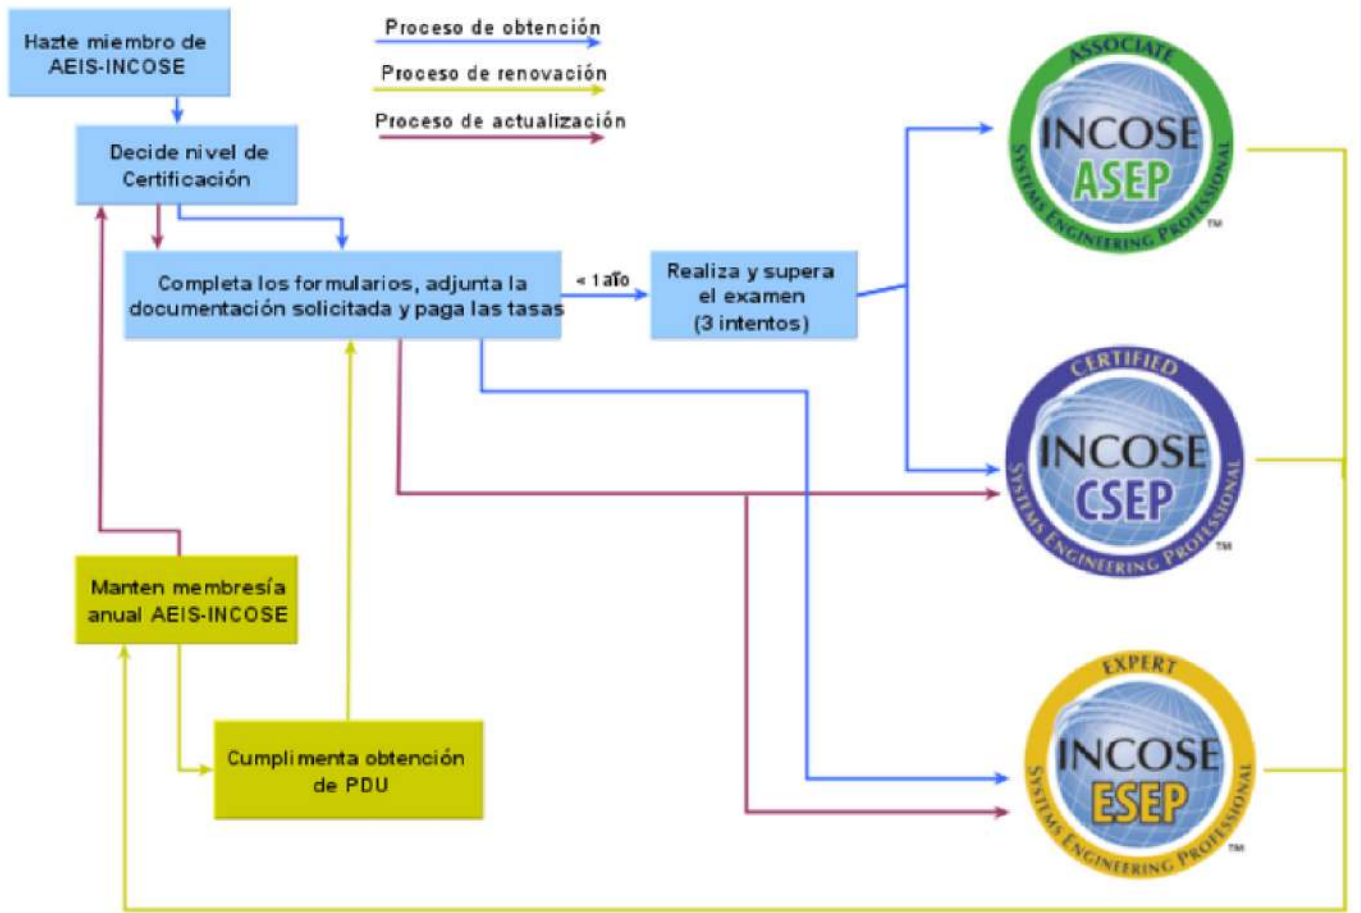 Hazte miembro de
AEIS-INCOSE
Proceso de obtención
Proceso de renovación
Proceso de actualización
Decide nivel de
Certificación
Completa los formularios, adjunta la
documentación solicitada y paga las tasas
< 1 año
Realiza y supera
el examen
(3 intentos)
ASSOCIATE
INCOSE
ASEP
SYSTEMS ENGINEERING PROFESSIONAL
TM
CERTIFIED
INCOSE
CSEP
SYSTEMS ENGINEERING PROFESSIONAL
TM
Manten membresía
anual AEIS-INCOSE
Cumplimenta obtención
de PDU
EXPERT
INCOSE
ESEP
SYSTEMS ENGINEERING PROFESSIONAL
TM